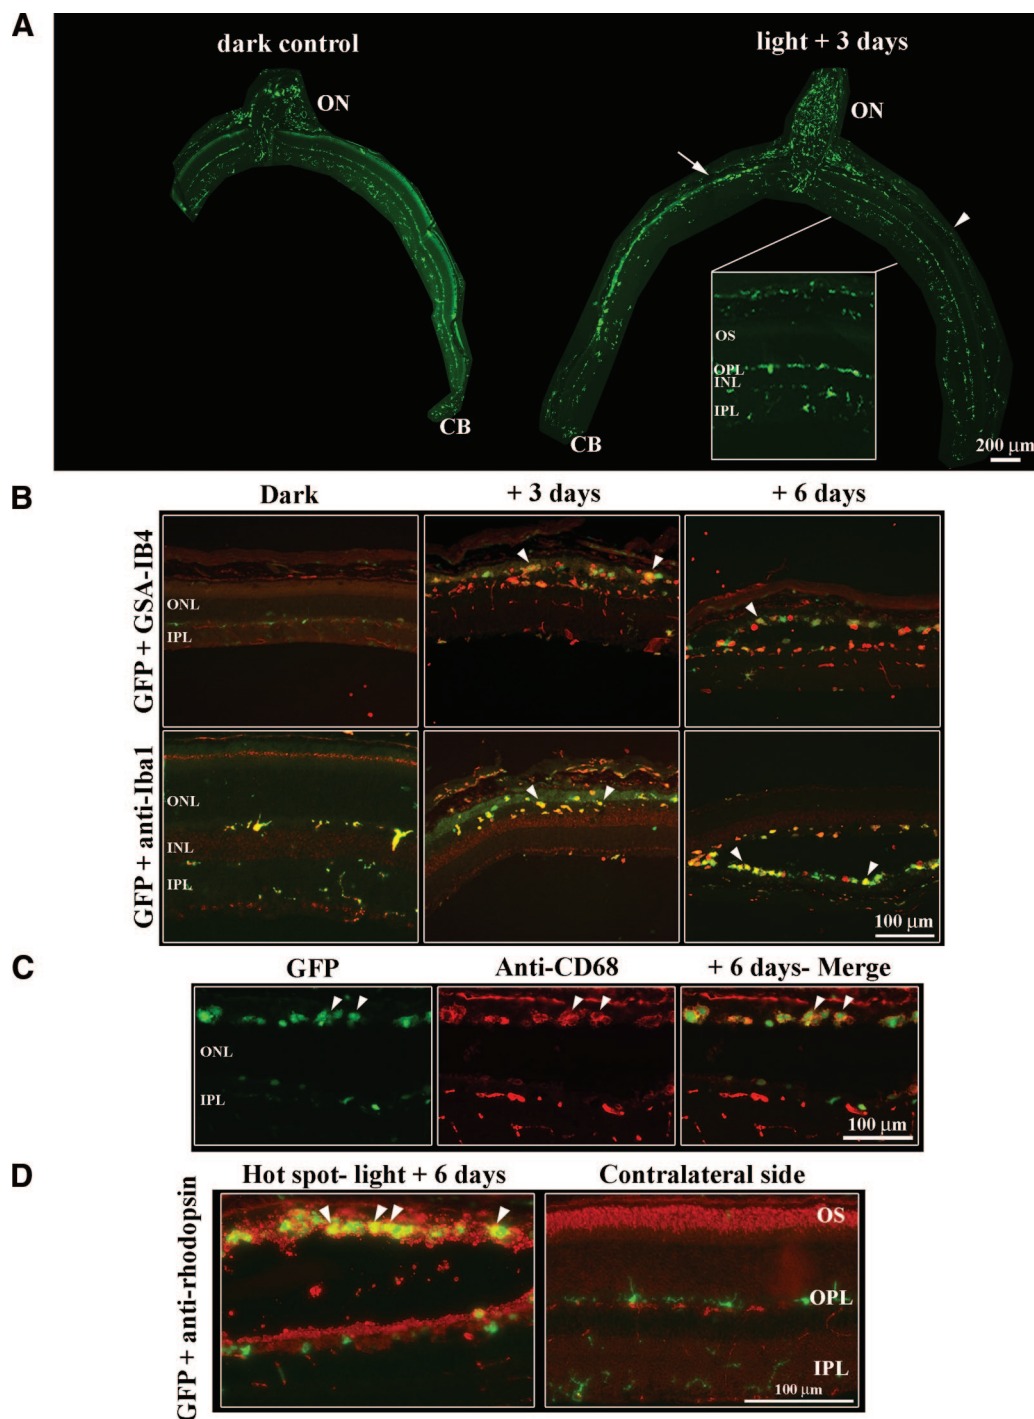 A
dark control
light + 3 days
ON
ON
OS
OPL
INL
IPL
CB
CB
200 μm
B
Dark
+ 3 days
+ 6 days
GFP + GSA-IB4
ONL
IPL
GFP + anti-Iba1
ONL
INL
IPL
100 μm
C
GFP
Anti-CD68
+ 6 days- Merge
ONL
IPL
100 μm
D
Hot spot- light + 6 days
Contralateral side
GFP + anti-rhodopsin
OS
OPL
IPL
100 μm